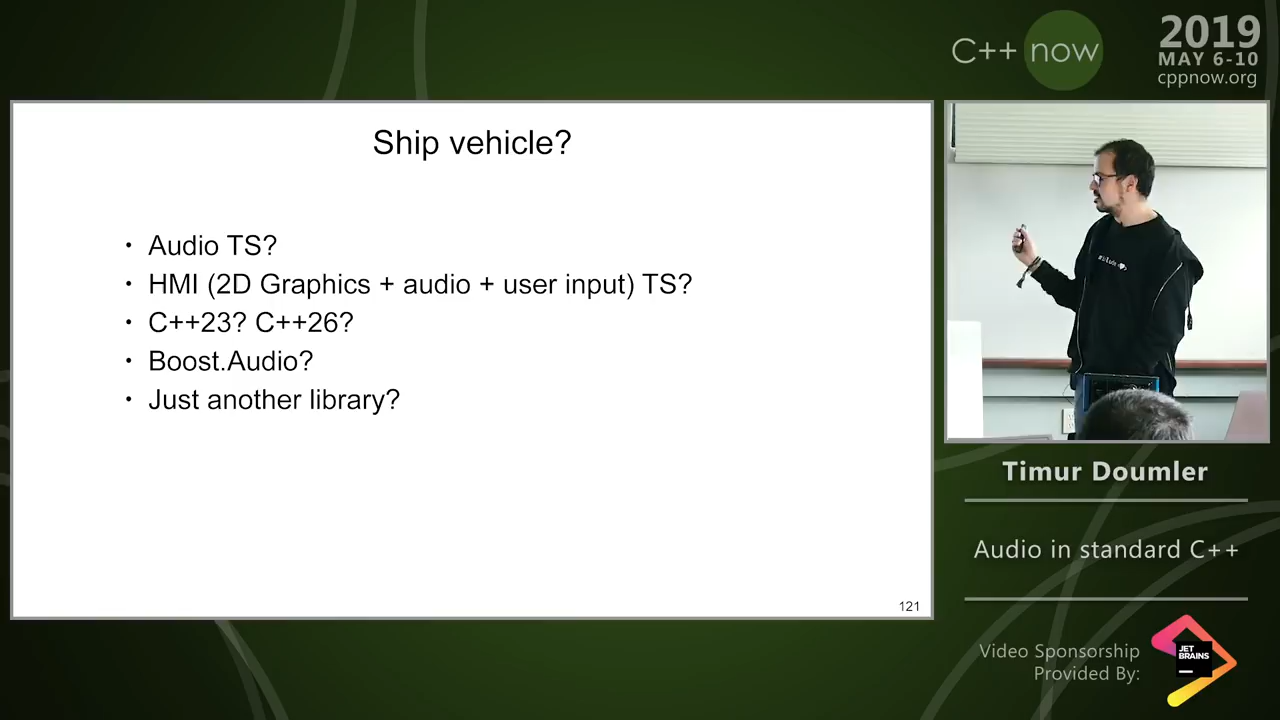 C++ now
2019
MAY 6-10
cppnow.org
Ship vehicle?
• Audio TS?
• HMI (2D Graphics + audio + user input) TS?
• C++23? C++26?
• Boost.Audio?
• Just another library?
121
Timur Doumler
Audio in standard C++
Video Sponsorship
Provided By:
JET
BRAINS